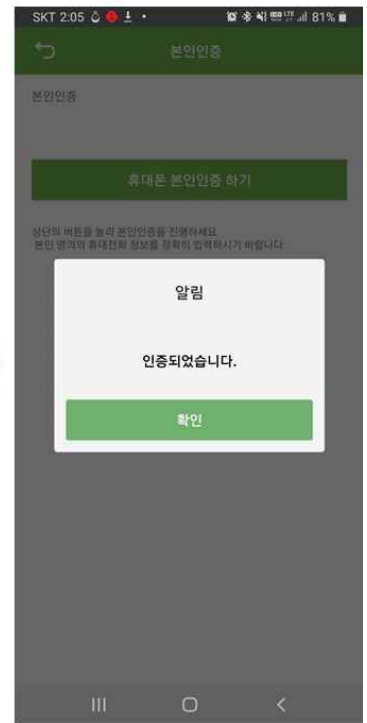 SKT 2:05 81%
본인인증
본인인증
휴대폰 본인인증 하기
상단의 버튼을 눌러 본인인증을 진행하세요.
본인 명의의 휴대전화 정보를 정확히 입력하시기 바랍니다.
알림
인증되었습니다.
확인